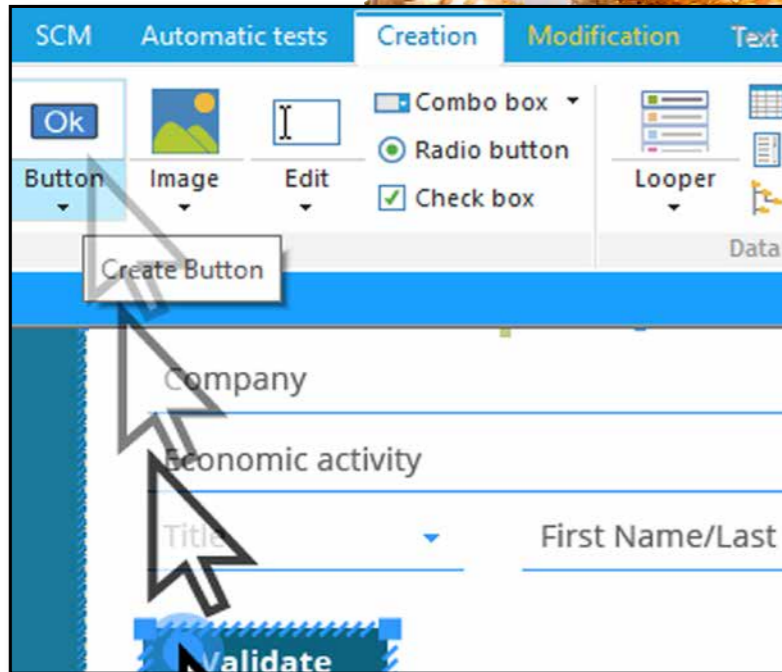 SCM Automatic tests Creation Modification Text
Ok
Combo box
Radio button
Check box
Button Image Edit Looper
Create Button
Data
Company
Economic activity
Title First Name/Last
Validate